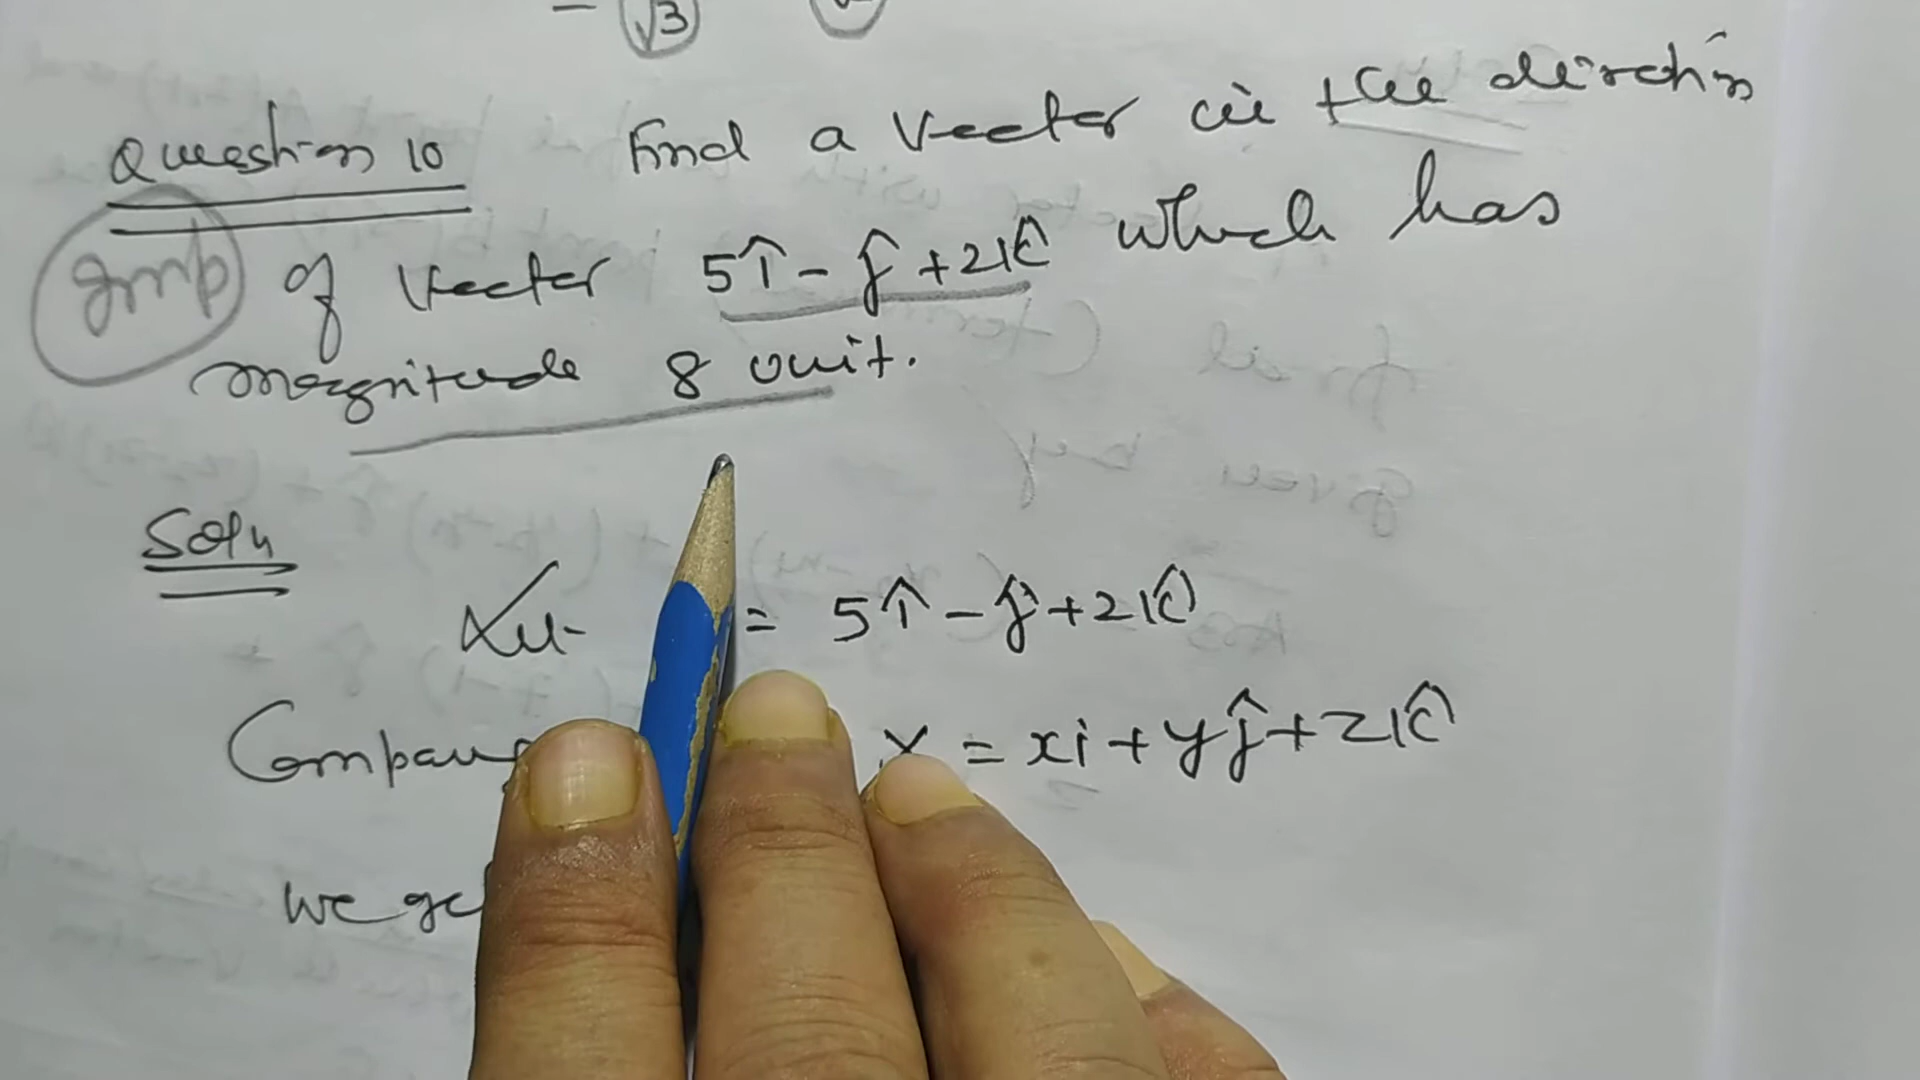 √3
Question 10 Find a vector in the direction
Imp of vector 5î - ĵ + 2k̂ which has
magnitude 8 unit.
Soln
Let = 5î - ĵ + 2k̂
X = xi + yĵ + zk̂
we